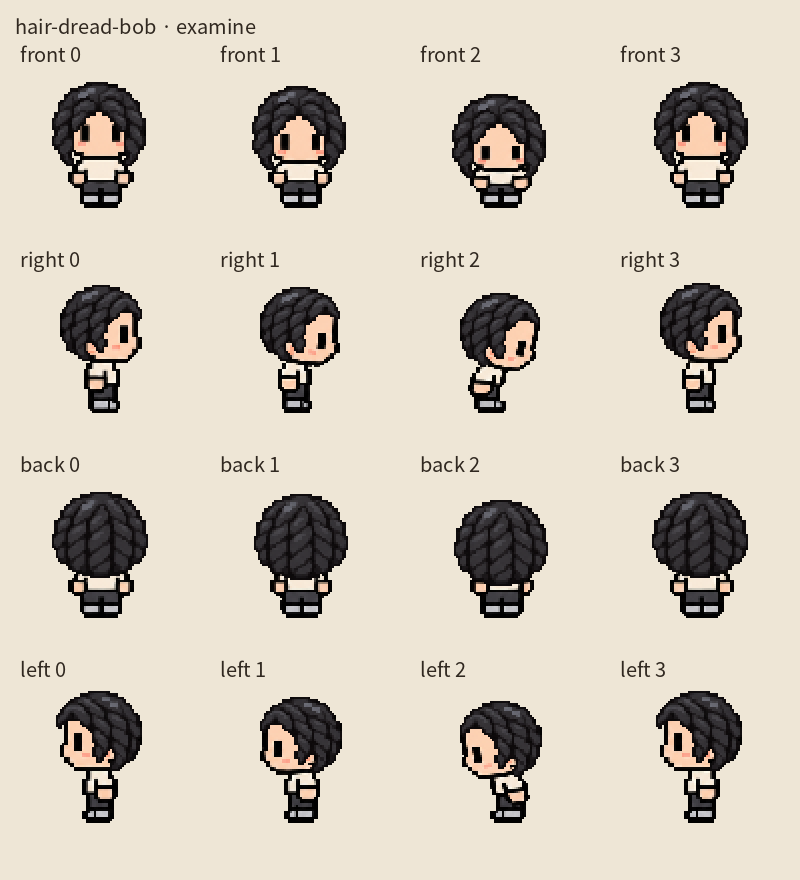 hair-dread-bob · examine
front 0 front 1 front 2 front 3
right 0 right 1 right 2 right 3
back 0 back 1 back 2 back 3
left 0 left 1 left 2 left 3